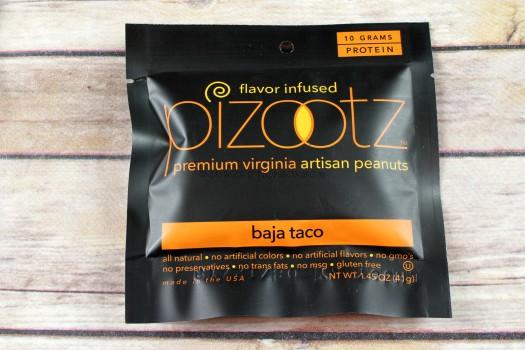 10 GRAMS
PROTEIN
flavor infused
pizootz™
premium virginia artisan peanuts
baja taco
all natural • no artificial colors • no artificial flavors • no gmo's
no preservatives • no trans fats • no msg • gluten free
made in the USA
NT WT 1.45 OZ (41g)